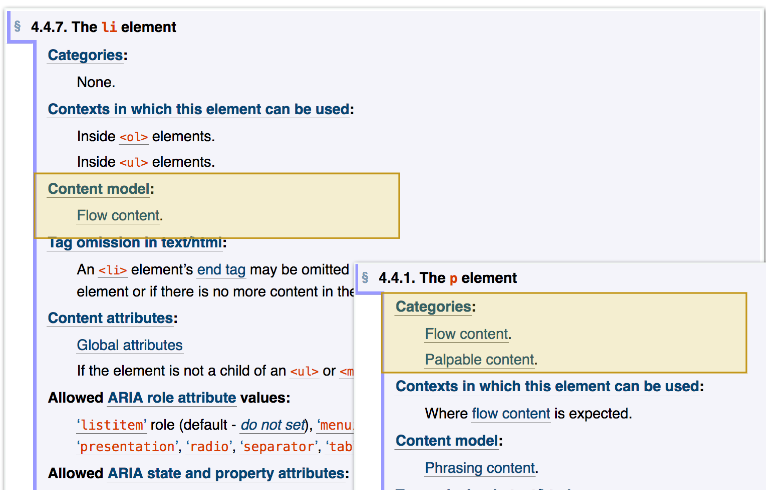 § 4.4.7. The li element
Categories:
None.
Contexts in which this element can be used:
Inside <ol> elements.
Inside <ul> elements.
Content model:
Flow content.
Tag omission in text/html:
An <li> element’s end tag may be omitted
element or if there is no more content in the
Content attributes:
Global attributes
If the element is not a child of an <ul> or <m
Allowed ARIA role attribute values:
‘listitem’ role (default - do not set), ‘menu
‘presentation’, ‘radio’, ‘separator’, ‘tab
Allowed ARIA state and property attributes:
§ 4.4.1. The p element
Categories:
Flow content.
Palpable content.
Contexts in which this element can be used:
Where flow content is expected.
Content model:
Phrasing content.